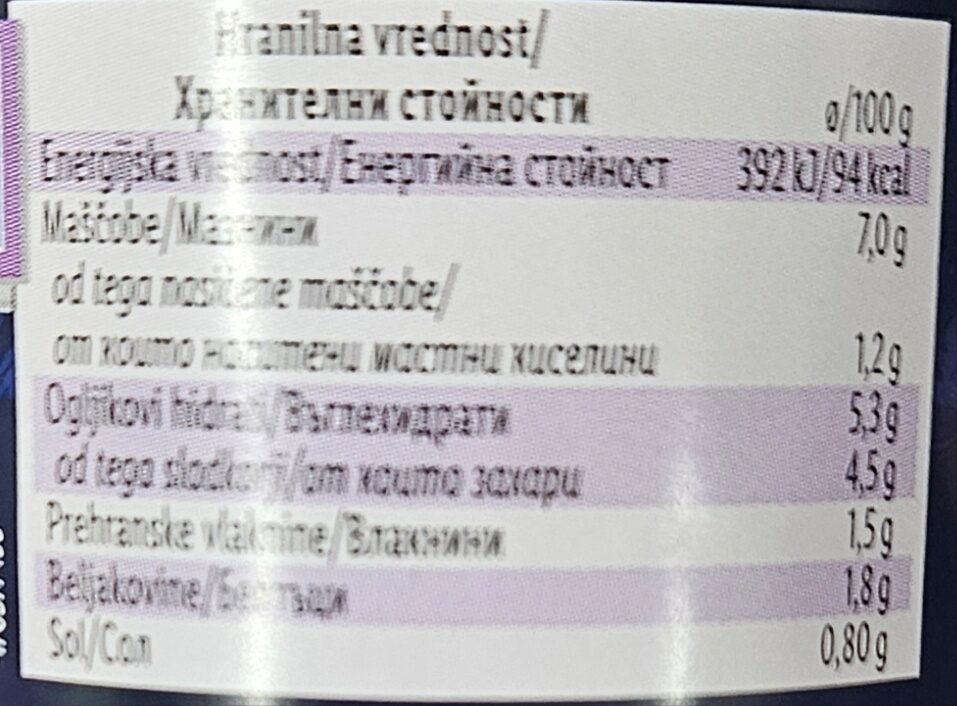 Hranilna vrednost/
Хранителни стойности ø/100 g
Energijska vrednost/Енергийна стойност 392 kJ/94 kcal
Maščobe/Мазнини 7,0 g
od tega nasičene maščobe/
от които наситени мастни киселини 1,2 g
Ogljikovi hidrati/Въглехидрати 5,3 g
od tega sladkorji/от които захари 4,5 g
Prehranske vlaknine/Влакнини 1,5 g
Beljakovine/Белтъци 1,8 g
Sol/Сол 0,80 g